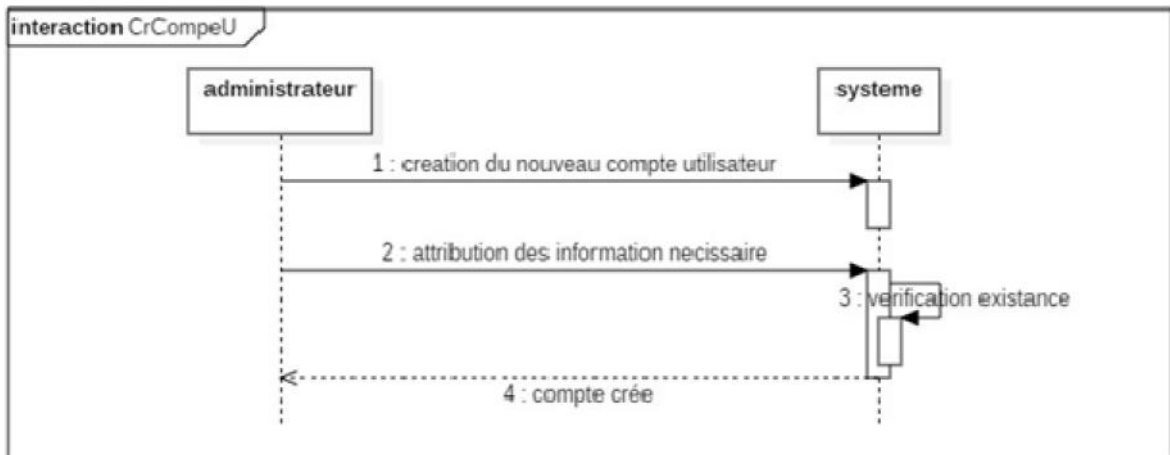 interaction CrCompeU
administrateur
systeme
1 : creation du nouveau compte utilisateur
2 : attribution des information necissaire
3 : verification existance
4 : compte crée